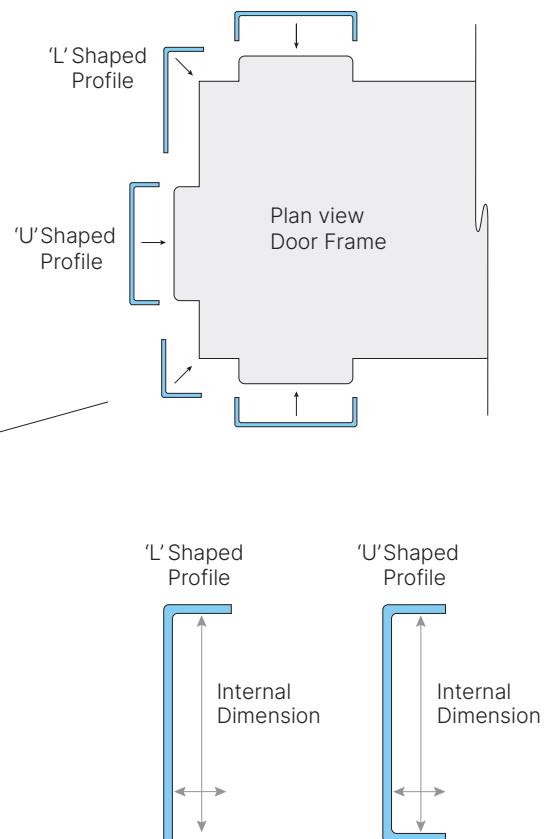 ‘L’ Shaped
Profile
‘U’ Shaped
Profile
Plan view
Door Frame
‘L’ Shaped
Profile
‘U’ Shaped
Profile
Internal
Dimension
Internal
Dimension